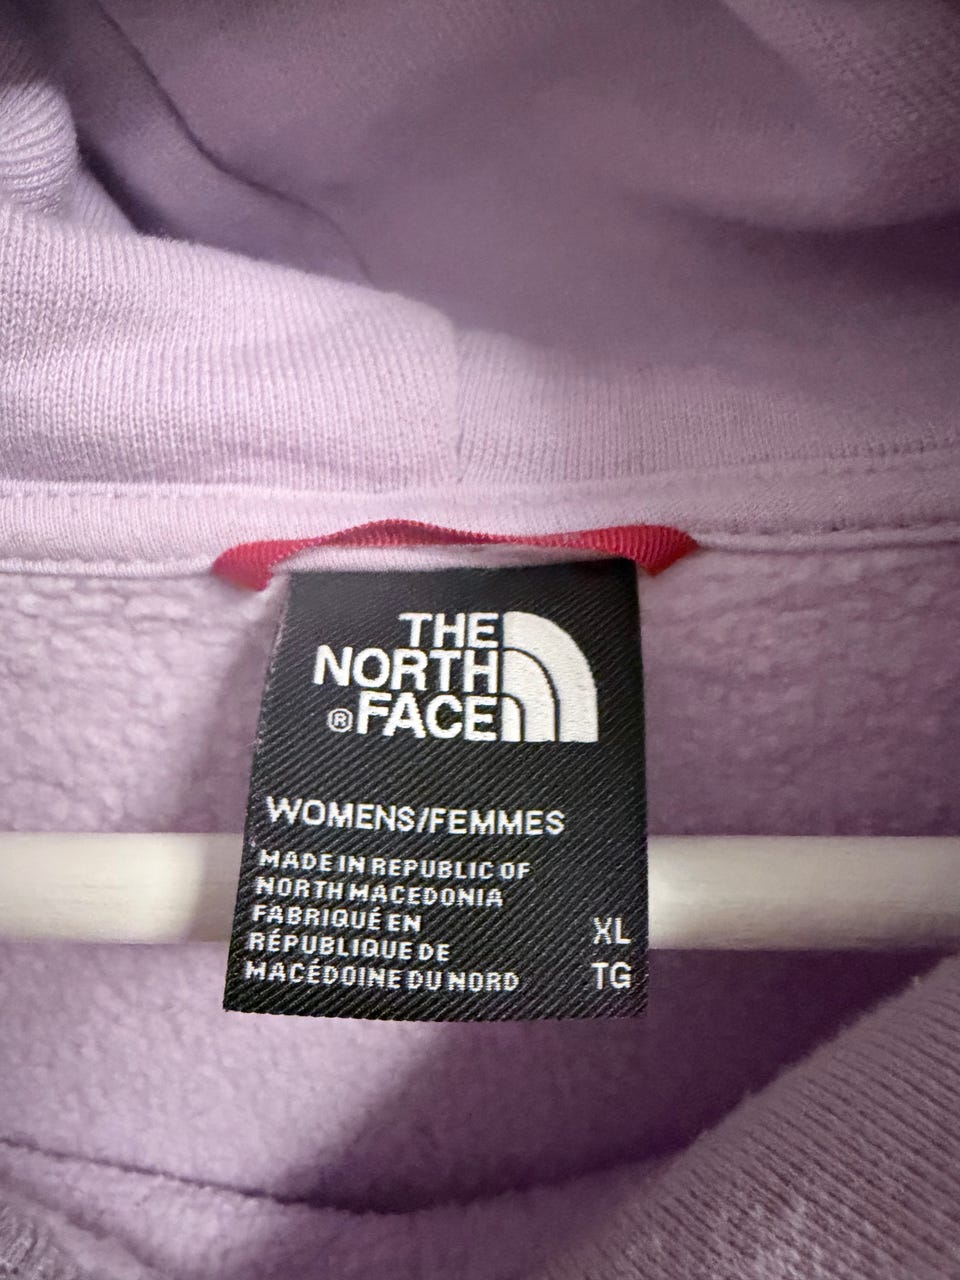 THE
NORTH
®FACE
WOMENS/FEMMES
MADE IN REPUBLIC OF
NORTH MACEDONIA
FABRIQUÉ EN
RÉPUBLIQUE DE
MACÉDOINE DU NORD
XL
TG